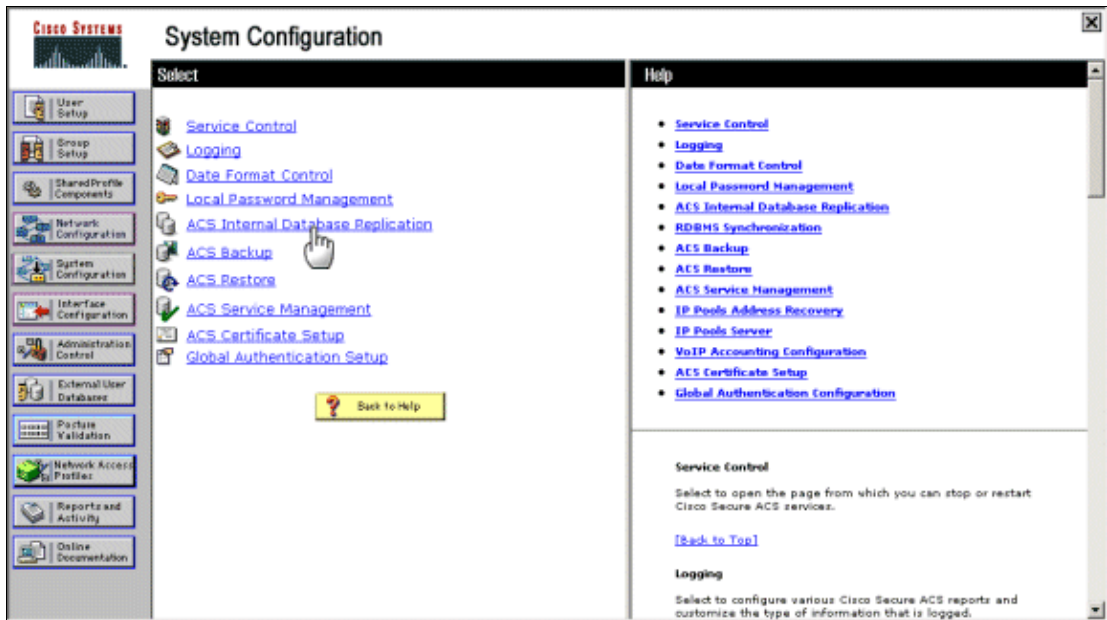 CISCO SYSTEMS
System Configuration
User
Setup
Group
Setup
Shared Profile
Components
Network
Configuration
System
Configuration
Interface
Configuration
Administration
Control
External User
Databases
Posture
Validation
Network Access
Profiles
Reports and
Activity
Online
Documentation
Select
Service Control
Logging
Date Format Control
Local Password Management
ACS Internal Database Replication
ACS Backup
ACS Restore
ACS Service Management
ACS Certificate Setup
Global Authentication Setup
Back to Help
Help
Service Control
Logging
Date Format Control
Local Password Management
ACS Internal Database Replication
RDBMS Synchronization
ACS Backup
ACS Restore
ACS Service Management
IP Pools Address Recovery
IP Pools Server
VoIP Accounting Configuration
ACS Certificate Setup
Global Authentication Configuration
Service Control
Select to open the page from which you can stop or restart
Cisco Secure ACS services.
[Back to Top]
Logging
Select to configure various Cisco Secure ACS reports and
customize the type of information that is logged.